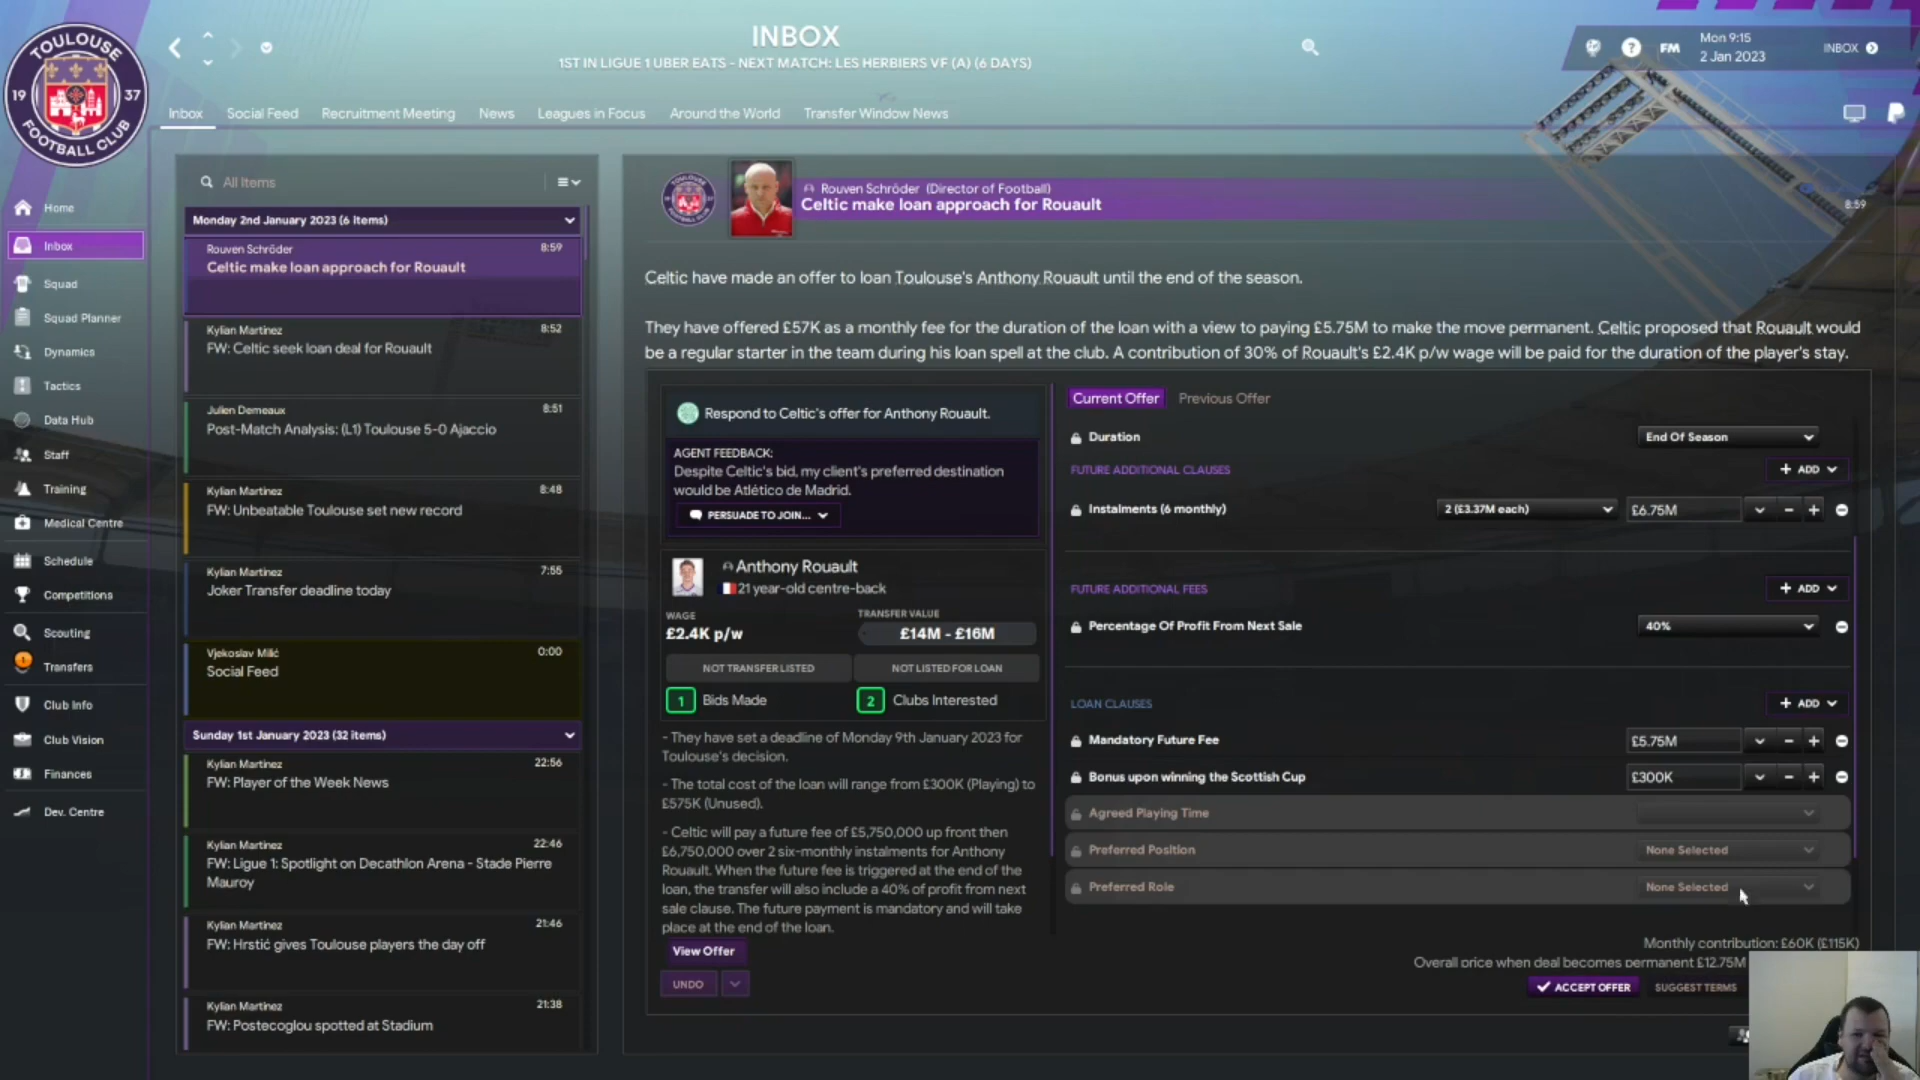 TOULOUSE
19 37
FOOTBALL CLUB
INBOX
1ST IN LIGUE 1 UBER EATS - NEXT MATCH: LES HERBIERS VF (A) (6 DAYS)
FM
Mon 9:15
2 Jan 2023
INBOX
Inbox
Social Feed
Recruitment Meeting
News
Leagues in Focus
Around the World
Transfer Window News
Home
Inbox
Squad
Squad Planner
Dynamics
Tactics
Data Hub
Staff
Training
Medical Centre
Schedule
Competitions
Scouting
Transfers
Club Info
Club Vision
Finances
Dev. Centre
All Items
Monday 2nd January 2023 (6 items)
Rouven Schröder 8:59
Celtic make loan approach for Rouault
Kylian Martinez 8:52
FW: Celtic seek loan deal for Rouault
Julien Demeaux 8:51
Post-Match Analysis: (L1) Toulouse 5-0 Ajaccio
Kylian Martinez 8:48
FW: Unbeatable Toulouse set new record
Kylian Martinez 7:55
Joker Transfer deadline today
Vjekoslav Milić 0:00
Social Feed
Sunday 1st January 2023 (32 items)
Kylian Martinez 22:56
FW: Player of the Week News
Kylian Martinez 22:46
FW: Ligue 1: Spotlight on Decathlon Arena - Stade Pierre
Mauroy
Kylian Martinez 21:46
FW: Hrstić gives Toulouse players the day off
Kylian Martinez 21:38
FW: Postecoglou spotted at Stadium
Rouven Schröder (Director of Football)
Celtic make loan approach for Rouault
8:59
Celtic have made an offer to loan Toulouse's Anthony Rouault until the end of the season.
They have offered £57K as a monthly fee for the duration of the loan with a view to paying £5.75M to make the move permanent. Celtic proposed that Rouault would
be a regular starter in the team during his loan spell at the club. A contribution of 30% of Rouault's £2.4K p/w wage will be paid for the duration of the player's stay.
Respond to Celtic's offer for Anthony Rouault.
AGENT FEEDBACK:
Despite Celtic's bid, my client's preferred destination
would be Atlético de Madrid.
PERSUADE TO JOIN...
Anthony Rouault
21 year-old centre-back
WAGE TRANSFER VALUE
£2.4K p/w £14M - £16M
NOT TRANSFER LISTED NOT LISTED FOR LOAN
1 Bids Made 2 Clubs Interested
- They have set a deadline of Monday 9th January 2023 for
Toulouse's decision.
- The total cost of the loan will range from £300K (Playing) to
£575K (Unused).
- Celtic will pay a future fee of £5,750,000 up front then
£6,750,000 over 2 six-monthly instalments for Anthony
Rouault. When the future fee is triggered at the end of the
loan, the transfer will also include a 40% of profit from next
sale clause. The future payment is mandatory and will take
place at the end of the loan.
View Offer
UNDO
Current Offer Previous Offer
Duration End Of Season
FUTURE ADDITIONAL CLAUSES + ADD
Instalments (6 monthly) 2 (£3.37M each) £6.75M
FUTURE ADDITIONAL FEES + ADD
Percentage Of Profit From Next Sale 40%
LOAN CLAUSES + ADD
Mandatory Future Fee £5.75M
Bonus upon winning the Scottish Cup £300K
Agreed Playing Time
Preferred Position None Selected
Preferred Role None Selected
Monthly contribution: £60K (£115K)
Overall price when deal becomes permanent £12.75M
ACCEPT OFFER SUGGEST TERMS